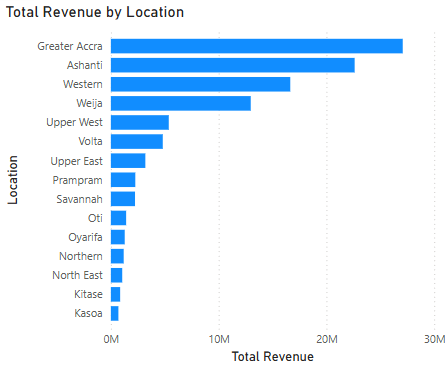 Total Revenue by Location
Location
Greater Accra
Ashanti
Western
Weija
Upper West
Volta
Upper East
Prampram
Savannah
Oti
Oyarifa
Northern
North East
Kitase
Kasoa
0M 10M 20M 30M
Total Revenue